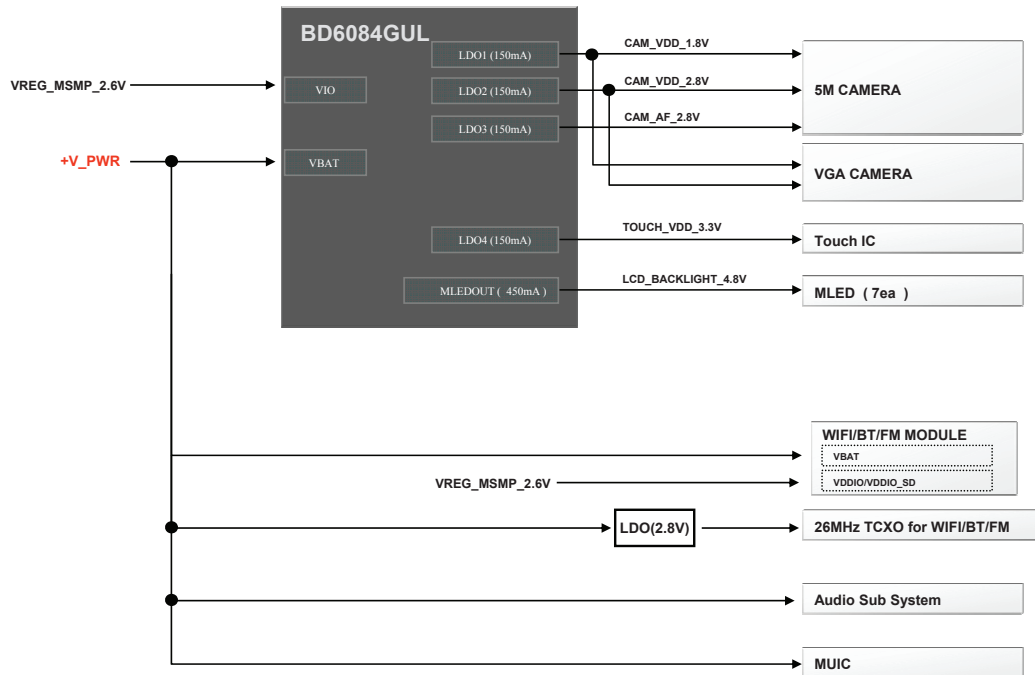 BD6084GUL
LDO1 (150mA)
CAM_VDD_1.8V
VREG_MSMP_2.6V
VIO
LDO2 (150mA)
CAM_VDD_2.8V
5M CAMERA
LDO3 (150mA)
CAM_AF_2.8V
+V_PWR
VBAT
VGA CAMERA
LDO4 (150mA)
TOUCH_VDD_3.3V
Touch IC
MLEDOUT ( 450mA )
LCD_BACKLIGHT_4.8V
MLED ( 7ea )
WIFI/BT/FM MODULE
VBAT
VREG_MSMP_2.6V
VDDIO/VDDIO_SD
LDO(2.8V)
26MHz TCXO for WIFI/BT/FM
Audio Sub System
MUIC